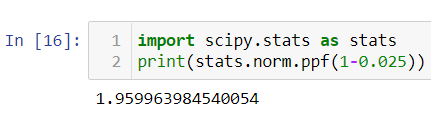 In [16]:
1 import scipy.stats as stats
2 print(stats.norm.ppf(1-0.025))
1.959963984540054